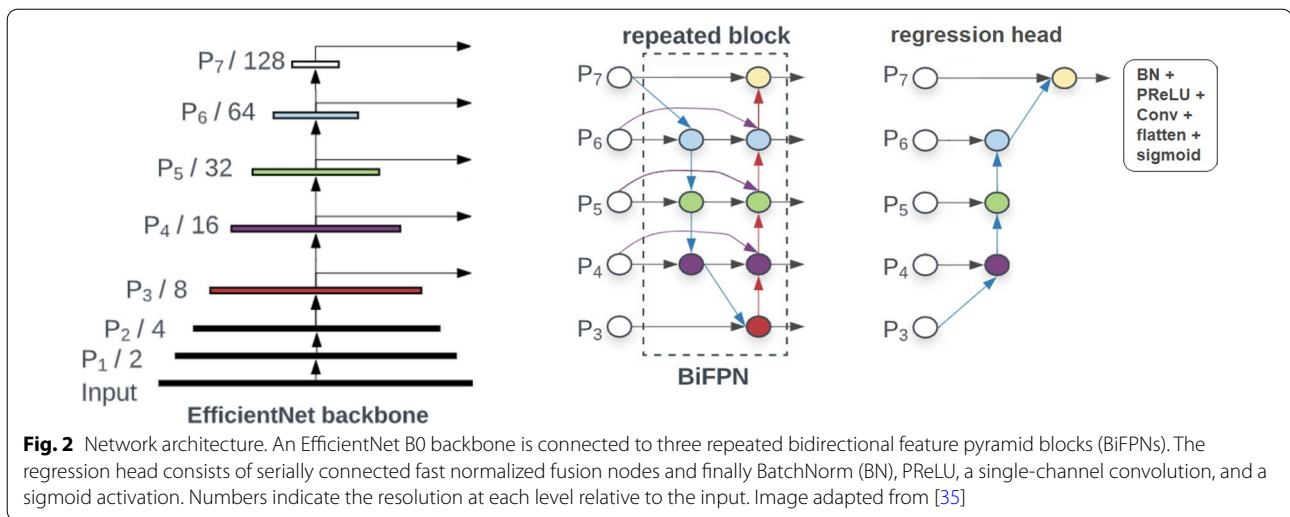 P7 / 128
P6 / 64
P5 / 32
P4 / 16
P3 / 8
P2 / 4
P1 / 2
Input
EfficientNet backbone
repeated block
P7
P6
P5
P4
P3
BiFPN
regression head
P7
P6
P5
P4
P3
BN +
PReLU +
Conv +
flatten +
sigmoid
Fig. 2 Network architecture. An EfficientNet B0 backbone is connected to three repeated bidirectional feature pyramid blocks (BiFPNs). The
regression head consists of serially connected fast normalized fusion nodes and finally BatchNorm (BN), PReLU, a single-channel convolution, and a
sigmoid activation. Numbers indicate the resolution at each level relative to the input. Image adapted from [35]